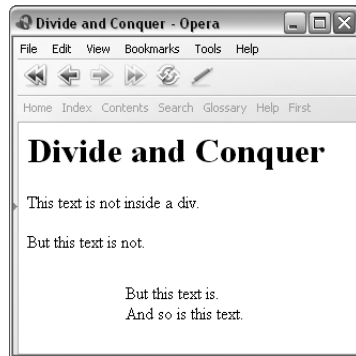 Divide and Conquer - Opera
File Edit View Bookmarks Tools Help
Home Index Contents Search Glossary Help First
Divide and Conquer
This text is not inside a div.
But this text is not.
But this text is.
And so is this text.